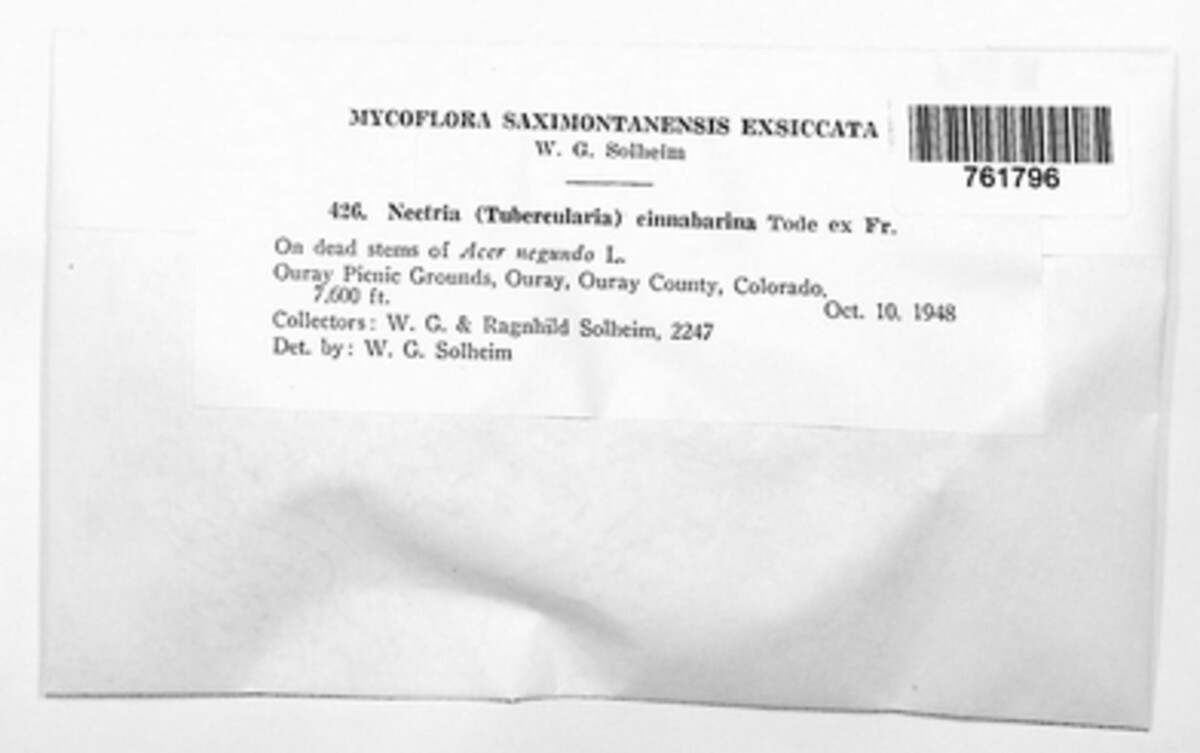 MYCOFLORA SAXIMONTANENSIS EXSICCATA
W. G. Solheim
761796
426. Nectria (Tubercularia) cinnabarina Tode ex Fr.
On dead stems of Acer negundo L.
Ouray Picnic Grounds, Ouray, Ouray County, Colorado,
7,600 ft.
Oct. 10, 1948
Collectors: W. G. & Ragnhild Solheim, 2247
Det. by: W. G. Solheim